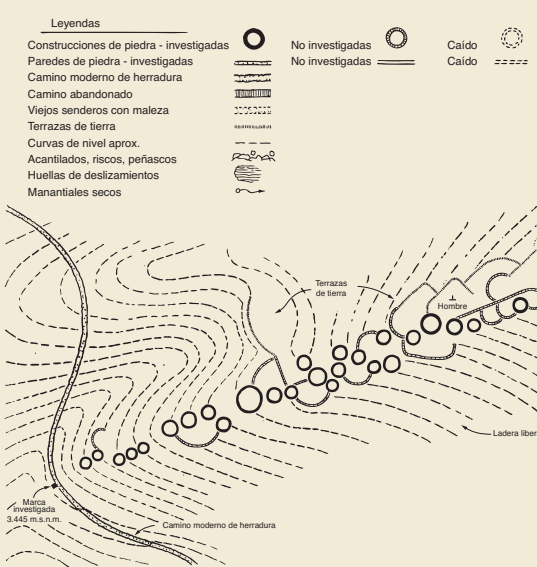 Leyendas
Construcciones de piedra - investigadas No investigadas Caído
Paredes de piedra - investigadas No investigadas Caído
Camino moderno de herradura
Camino abandonado
Viejos senderos con maleza
Terrazas de tierra
Curvas de nivel aprox.
Acantilados, riscos, peñascos
Huellas de deslizamientos
Manantiales secos
Terrazas
de tierra
Hombre
Ladera liber
Marca
investigada
3.445 m.s.n.m.
Camino moderno de herradura